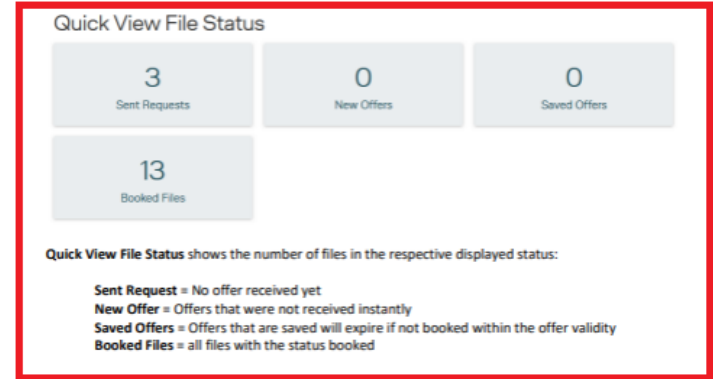 Quick View File Status
3
Sent Requests
0
New Offers
0
Saved Offers
13
Booked Files
Quick View File Status shows the number of files in the respective displayed status:
Sent Request = No offer received yet
New Offer = Offers that were not received instantly
Saved Offers = Offers that are saved will expire if not booked within the offer validity
Booked Files = all files with the status booked